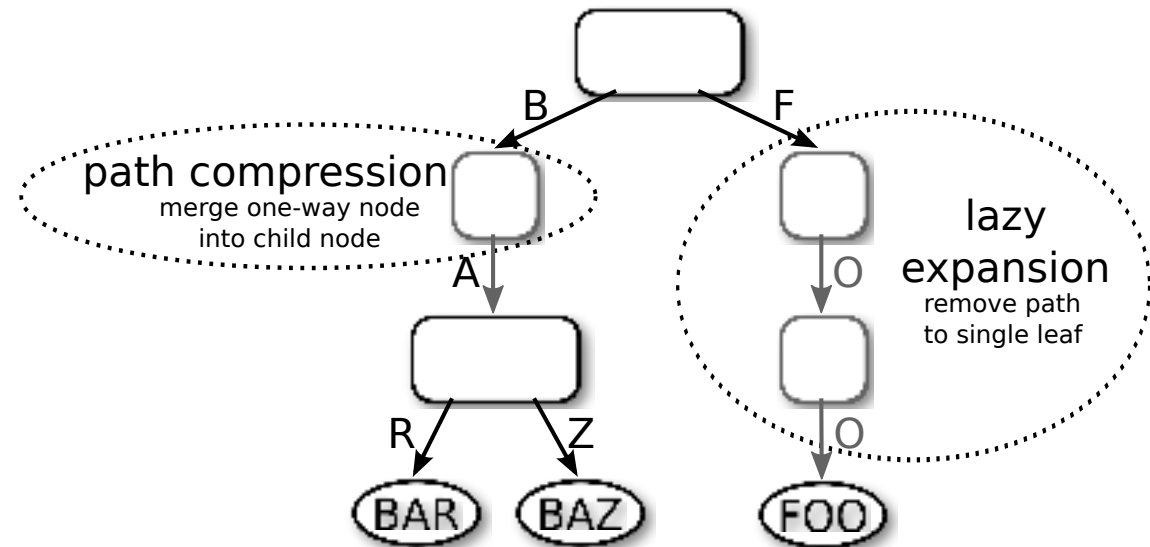 B
F
path compression
merge one-way node
into child node
lazy
expansion
remove path
to single leaf
A
O
R
Z
O
BAR
BAZ
FOO